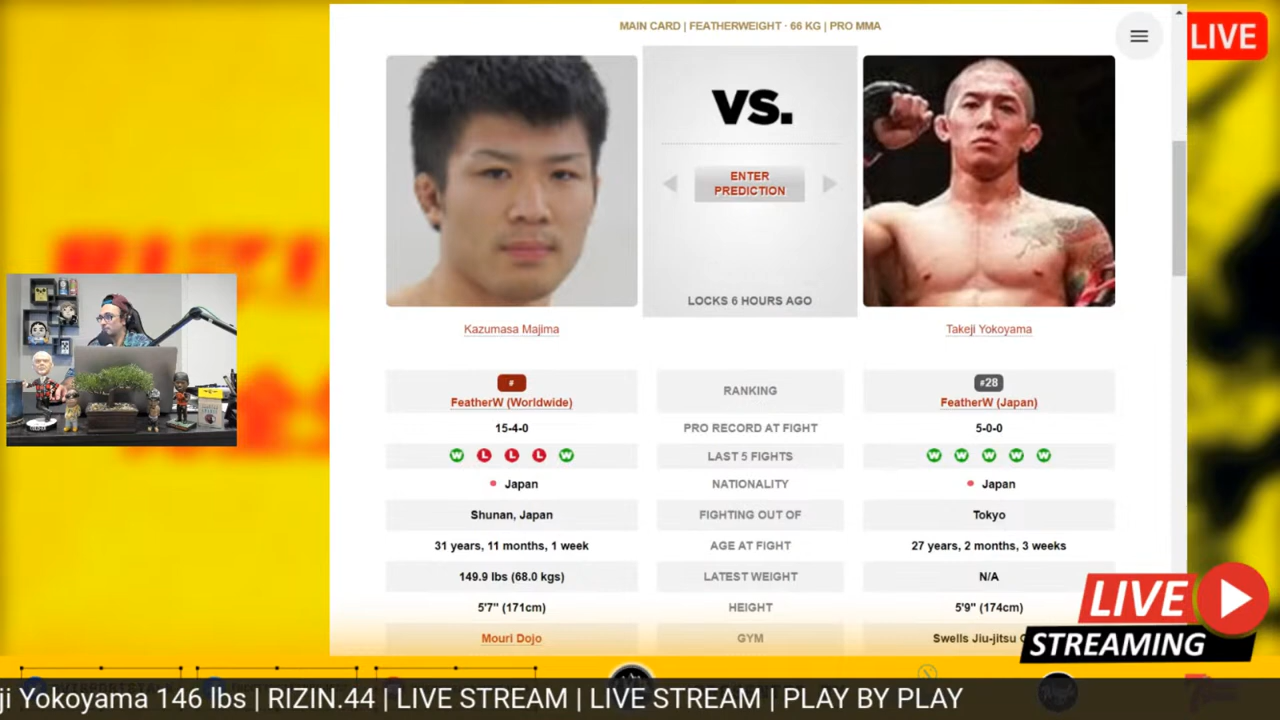 MAIN CARD | FEATHERWEIGHT · 66 KG | PRO MMA
LIVE
VS.
ENTER
PREDICTION
LOCKS 6 HOURS AGO
Kazumasa Majima
Takeji Yokoyama
#
RANKING
#28
FeatherW (Worldwide)
FeatherW (Japan)
15-4-0
PRO RECORD AT FIGHT
5-0-0
W L L L W
LAST 5 FIGHTS
W W W W W
Japan
NATIONALITY
Japan
Shunan, Japan
FIGHTING OUT OF
Tokyo
31 years, 11 months, 1 week
AGE AT FIGHT
27 years, 2 months, 3 weeks
149.9 lbs (68.0 kgs)
LATEST WEIGHT
N/A
5'7" (171cm)
HEIGHT
5'9" (174cm)
Mouri Dojo
GYM
Swells Jiu-jitsu
LIVE
STREAMING
ji Yokoyama 146 lbs | RIZIN.44 | LIVE STREAM | LIVE STREAM | PLAY BY PLAY